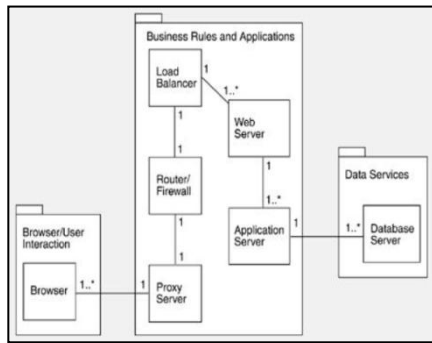 Business Rules and Applications
Load
Balancer
1
1..*
Web
Server
1
1
Router/
Firewall
1
1..*
Data Services
Browser/User
Interaction
1
Application
Server
1
1..*
Database
Server
Browser
1..*
1
1
Proxy
Server